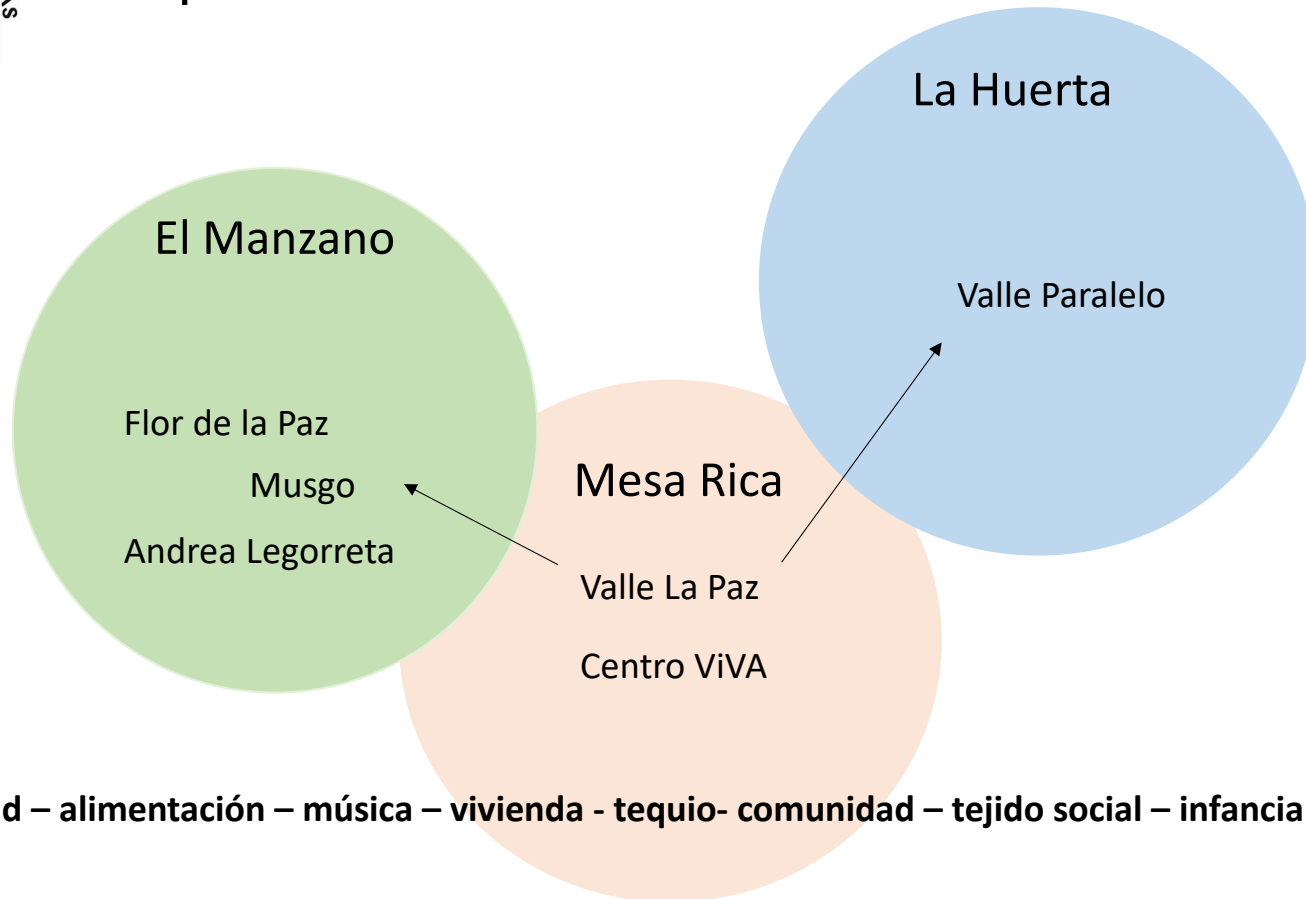 La Huerta
El Manzano
Valle Paralelo
Flor de la Paz
Musgo
Andrea Legorreta
Mesa Rica
Valle La Paz
Centro ViVA
d – alimentación – música – vivienda - tequio- comunidad – tejido social – infancia